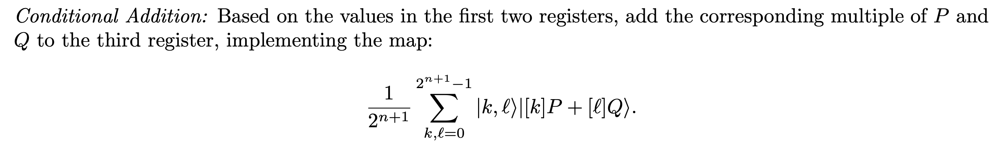 Conditional Addition: Based on the values in the first two registers, add the corresponding multiple of P and
Q to the third register, implementing the map:
$$\frac{1}{2^{n+1}} \sum_{k,\ell=0}^{2^{n+1}-1} |k, \ell\rangle|[k]P + [\ell]Q\rangle.$$